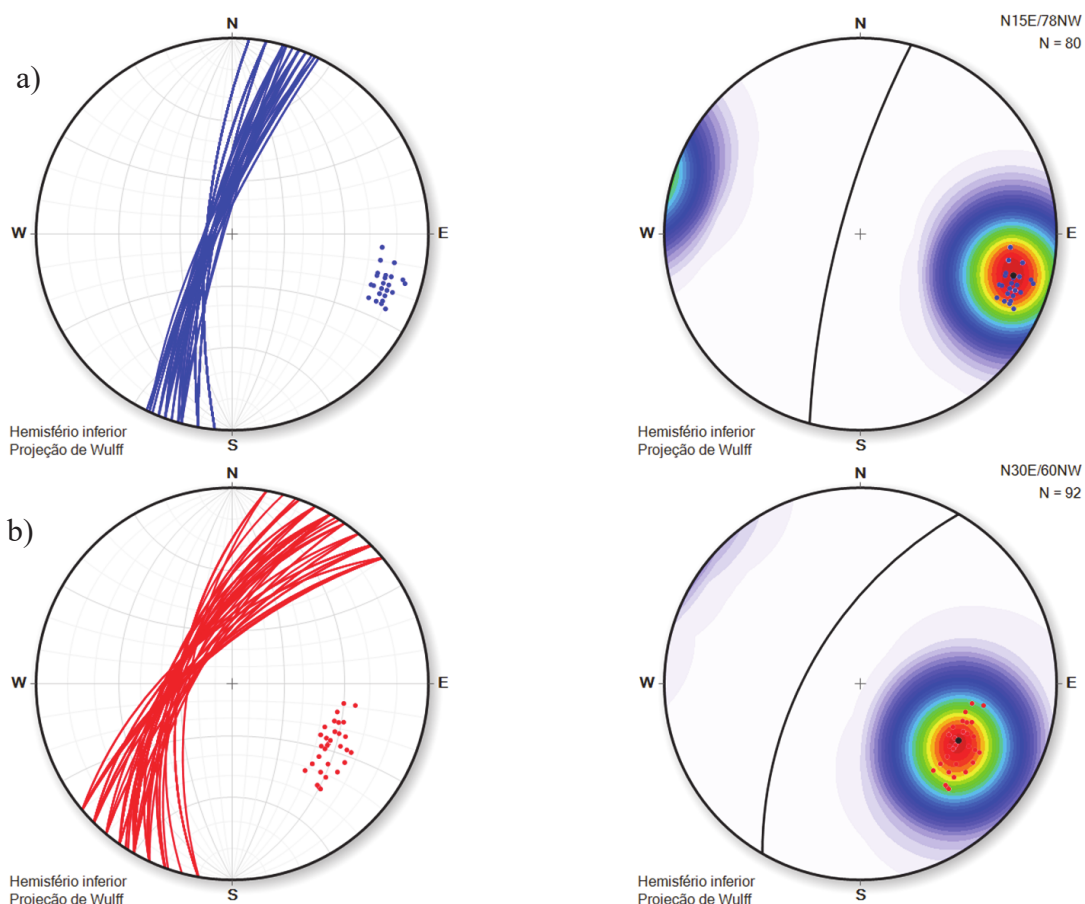 a)
N
W
E
S
Hemisfério inferior
Projeção de Wulff
N15E/78NW
N = 80
N
W
E
S
Hemisfério inferior
Projeção de Wulff
b)
N
W
E
S
Hemisfério inferior
Projeção de Wulff
N30E/60NW
N = 92
N
W
E
S
Hemisfério inferior
Projeção de Wulff